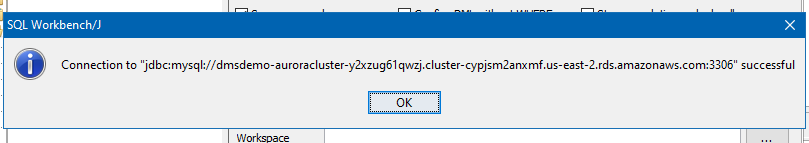 SQL Workbench/J
Connection to "jdbc:mysql://dmsdemo-auroracluster-y2xzug61qwzj.cluster-cypjsm2anxmf.us-east-2.rds.amazonaws.com:3306" successful
OK
Workspace
...